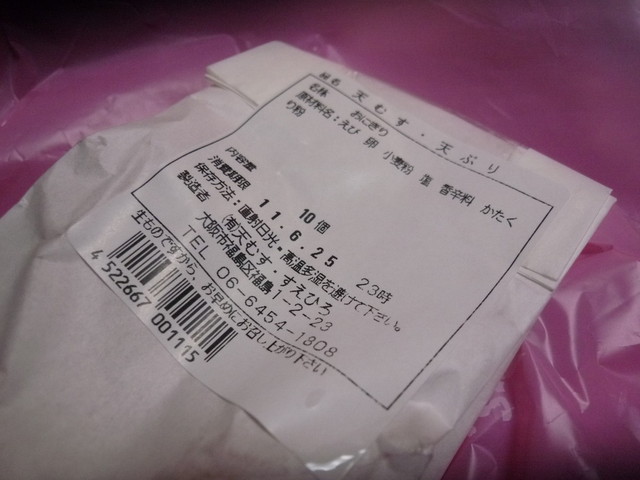 品名 天むす・天ぷり
名称 おにぎり
原材料名：えび 卵 小麦粉 塩 香辛料 かたく
り粉
内容量 10個
消費期限 11.6.25 23時
保存方法：直射日光・高温多湿を避けて下さい。
製造者 ㈲天むす・すえひろ
大阪市福島区福島1-2-23
TEL 06-6454-1808
生ものですから、お早めにお召し上がり下さい
4 522667 001115